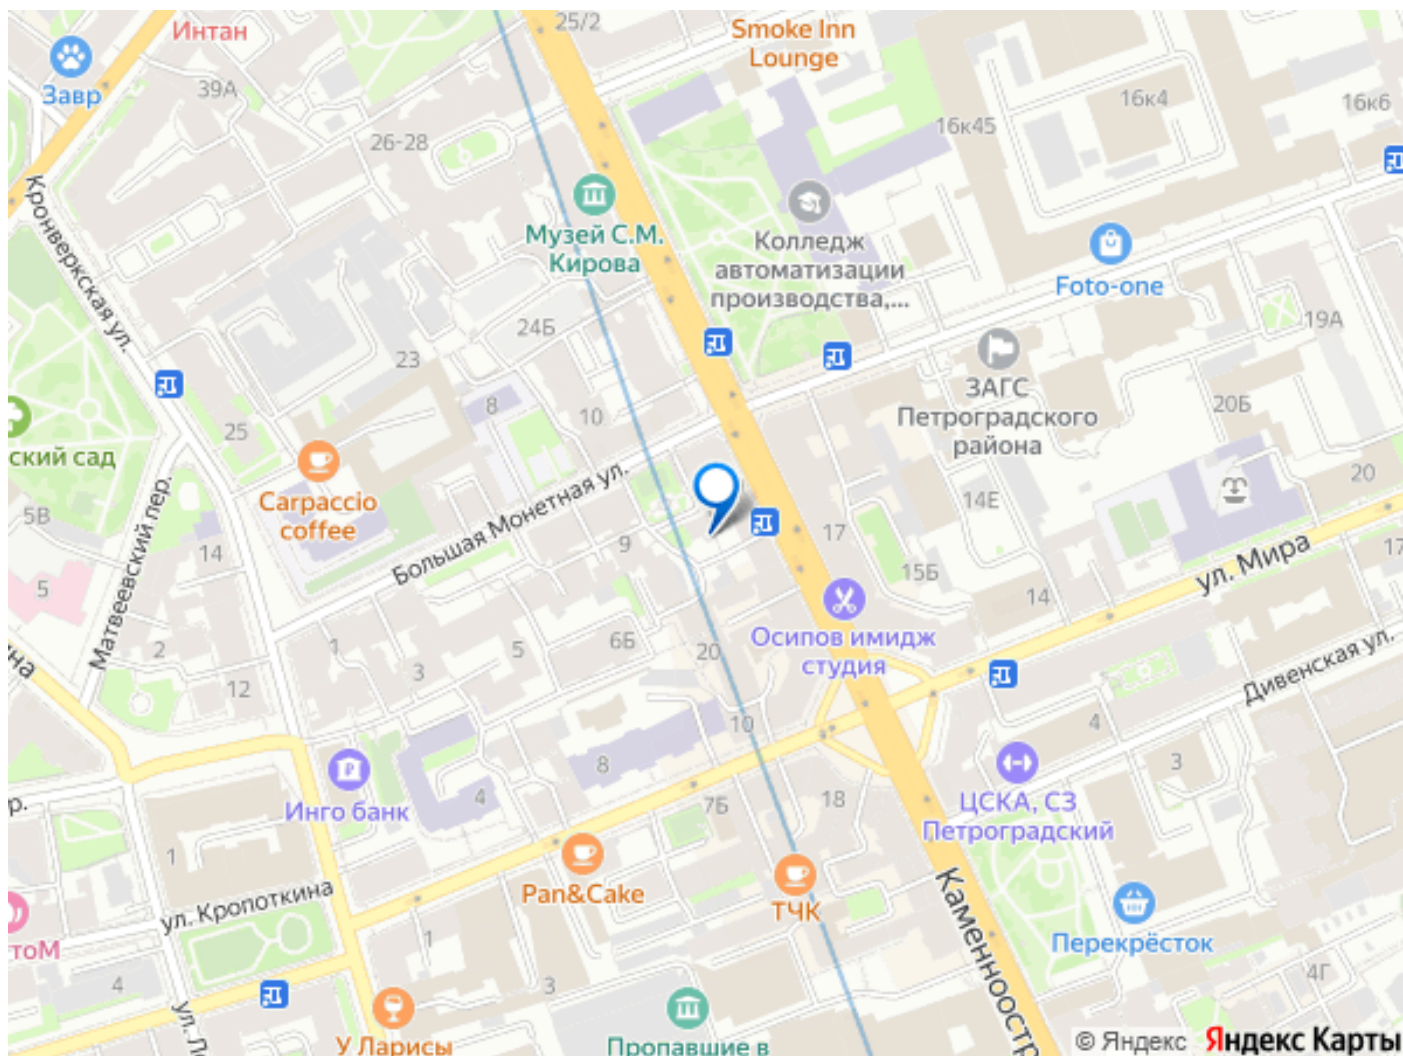 25/2
Интан
Smoke Inn
Lounge
Завр
39А
16к4
16к6
16к45
26-28
Кронверкская ул.
Музей С.М.
Кирова
Колледж
автоматизации
производства,...
Foto-one
24Б
19А
23
ЗАГС
Петроградского
района
8
10
20Б
25
ский сад
Carpaccio
coffee
Большая Монетная ул.
20
14Е
5В
Матвеевский пер.
17
14
9
ул. Мира
17
5
15Б
14
Осипов имидж
студия
ина
2
1
3
5
6Б
20
Дивенская ул.
12
10
4
3
8
Инго банк
4
7Б
18
ЦСКА, СЗ
Петроградский
р.
1
Pan&Cake
ТЧК
Каменноостр
ул. Кропоткина
тоМ
1
Перекрёсток
4
3
4Г
ул. Л
У Ларисы
Пропавшие в
© Яндекс Яндекс Карты